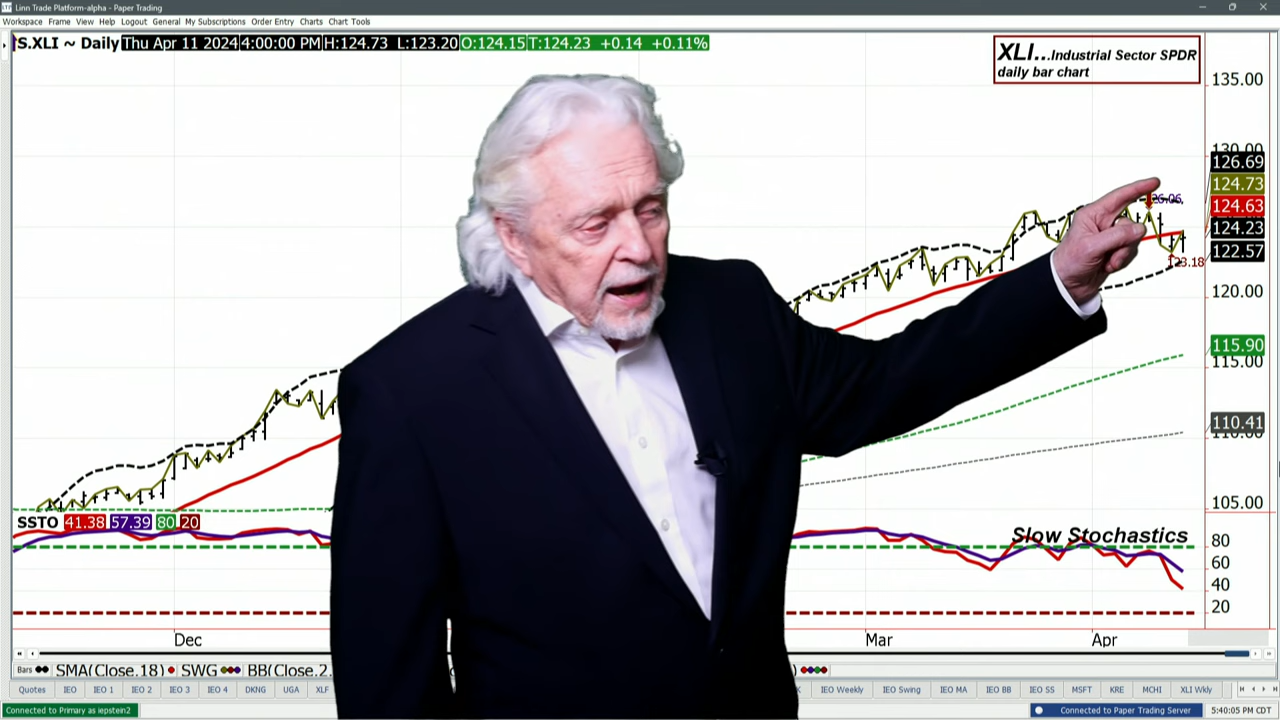 Linn Trade Platform-alpha - Paper Trading
Workspace Frame View Help Logout General My Subscriptions Order Entry Charts Chart Tools
S.XLI ~ Daily Thu Apr 11 2024 4:00:00 PM H:124.73 L:123.20 O:124.15 T:124.23 +0.14 +0.11%
XLI...Industrial Sector SPDR
daily bar chart
135.00
130.00
126.69
124.73
124.63
124.23
122.57
123.18
120.00
115.90
115.00
110.41
110.00
105.00
SSTO 41.38 57.39 80 20
Slow Stochastics
80
60
40
20
Dec Mar Apr
Bars SMA(Close,18) SWG BB(Close,2
Quotes IEO IEO 1 IEO 2 IEO 3 IEO 4 DKNG UGA XLF IEO Weekly IEO Swing IEO MA IEO BB IEO SS MSFT KRE MCHI XLI Wkly
Connected to Primary as iepstein2 Connected to Paper Trading Server 5:40:05 PM CDT